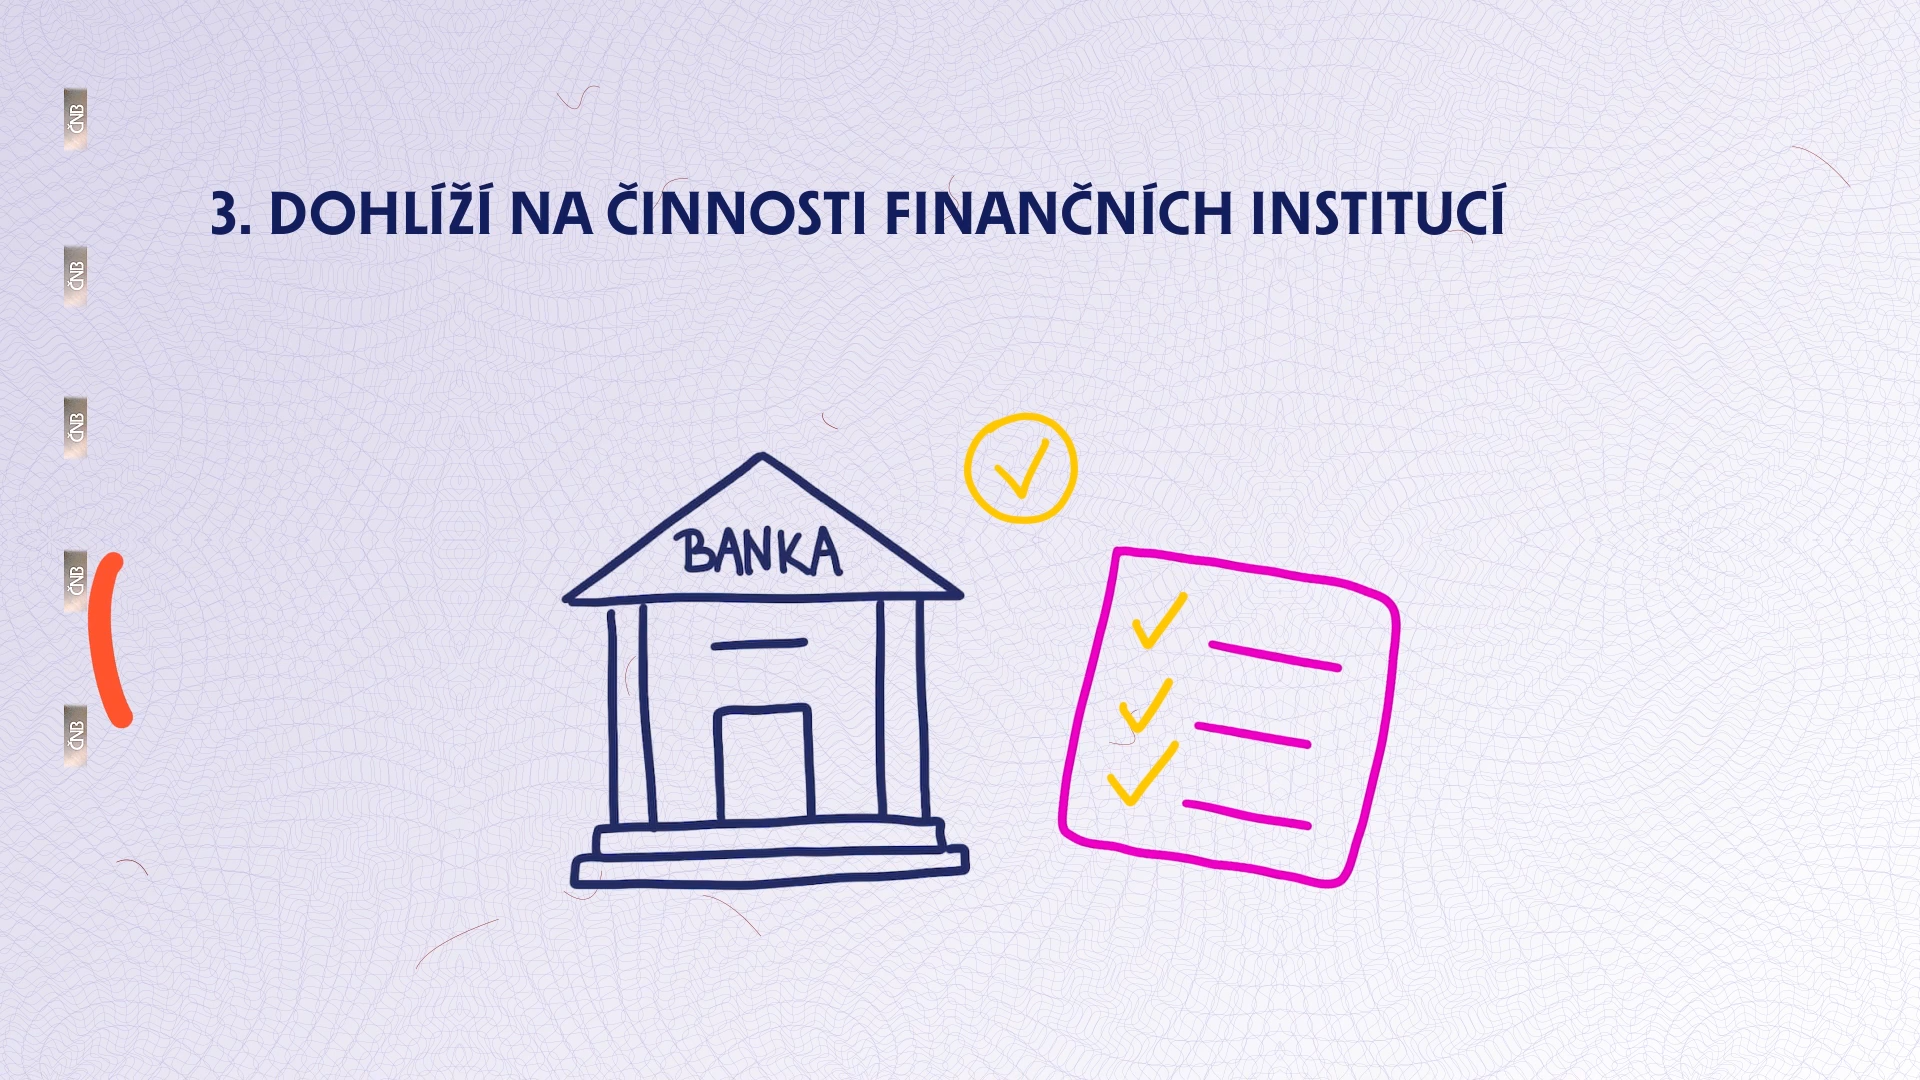 3. DOHLÍŽÍ NA ČINNOSTI FINANČNÍCH INSTITUCÍ
BANKA
ČNB
ČNB
ČNB
ČNB
ČNB